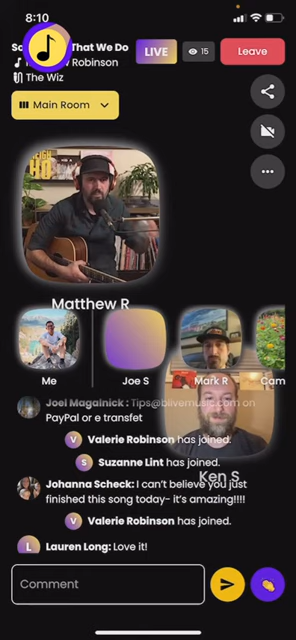 8:10
So That We Do
Robinson
The Wiz
LIVE
15
Leave
Main Room
Matthew R
Me
Joe S
Mark R
Cam
Ken S
Joel Magalnick : Tips@blivemusic.com on
PayPal or e transfet
V Valerie Robinson has joined.
S Suzanne Lint has joined.
Johanna Scheck: I can't believe you just
finished this song today- it's amazing!!!!
V Valerie Robinson has joined.
L Lauren Long: Love it!
Comment